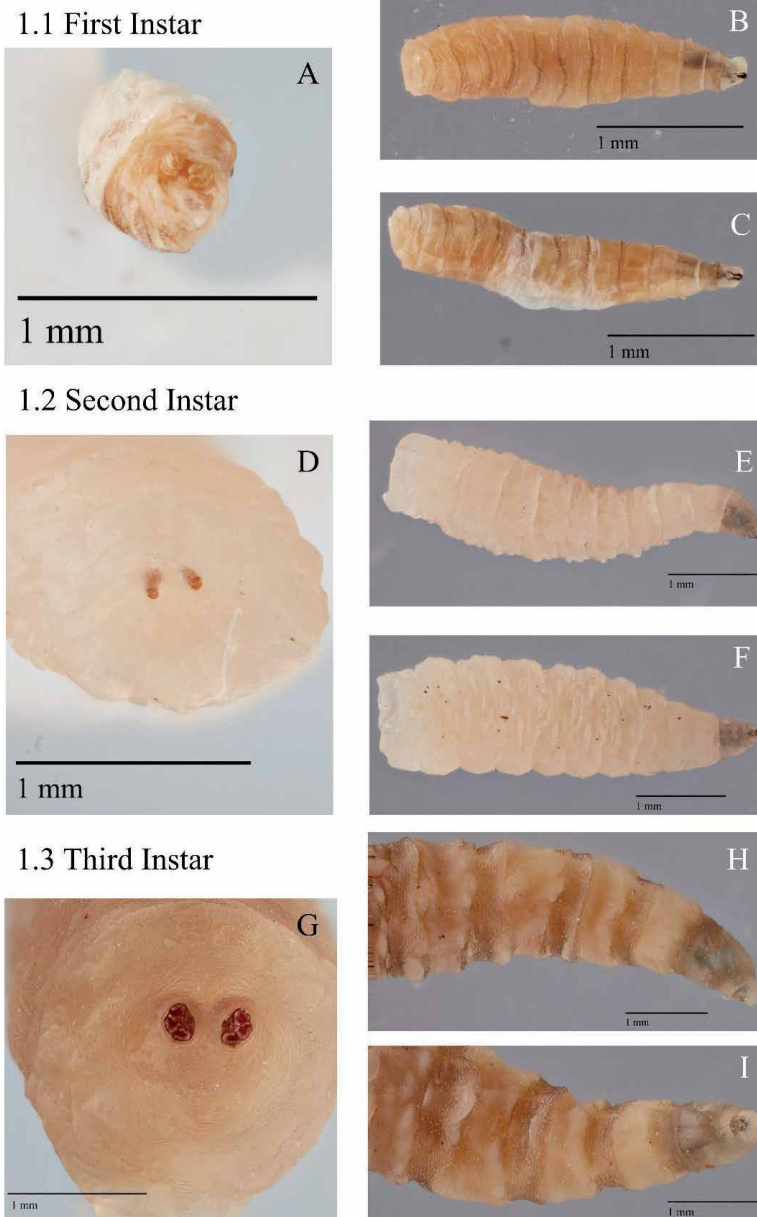 1.1 First Instar
A
1 mm
B
1 mm
C
1 mm
1.2 Second Instar
D
1 mm
E
1 mm
F
1 mm
1.3 Third Instar
G
1 mm
H
1 mm
I
1 mm